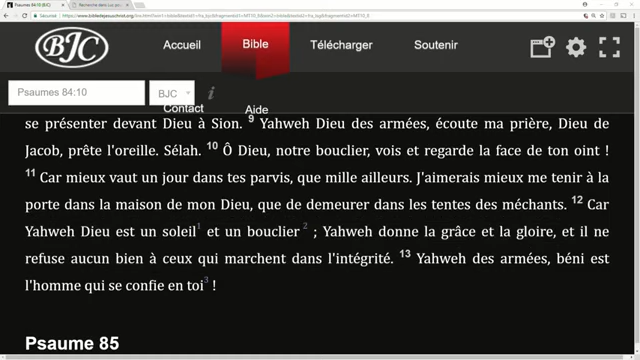 Psaumes 84:10 (BJC)
Sécurisé
BJC
Accueil
Bible
Télécharger
Soutenir
Psaumes 84:10
BJC
i
Contact
Aide
se présenter devant Dieu à Sion. 9 Yahweh Dieu des armées, écoute ma prière, Dieu de
Jacob, prête l'oreille. Sélah. 10 Ô Dieu, notre bouclier, vois et regarde la face de ton oint !
11 Car mieux vaut un jour dans tes parvis, que mille ailleurs. J'aimerais mieux me tenir à la
porte dans la maison de mon Dieu, que de demeurer dans les tentes des méchants. 12 Car
Yahweh Dieu est un soleil1 et un bouclier 2 ; Yahweh donne la grâce et la gloire, et il ne
refuse aucun bien à ceux qui marchent dans l'intégrité. 13 Yahweh des armées, béni est
l'homme qui se confie en toi3 !
Psaume 85